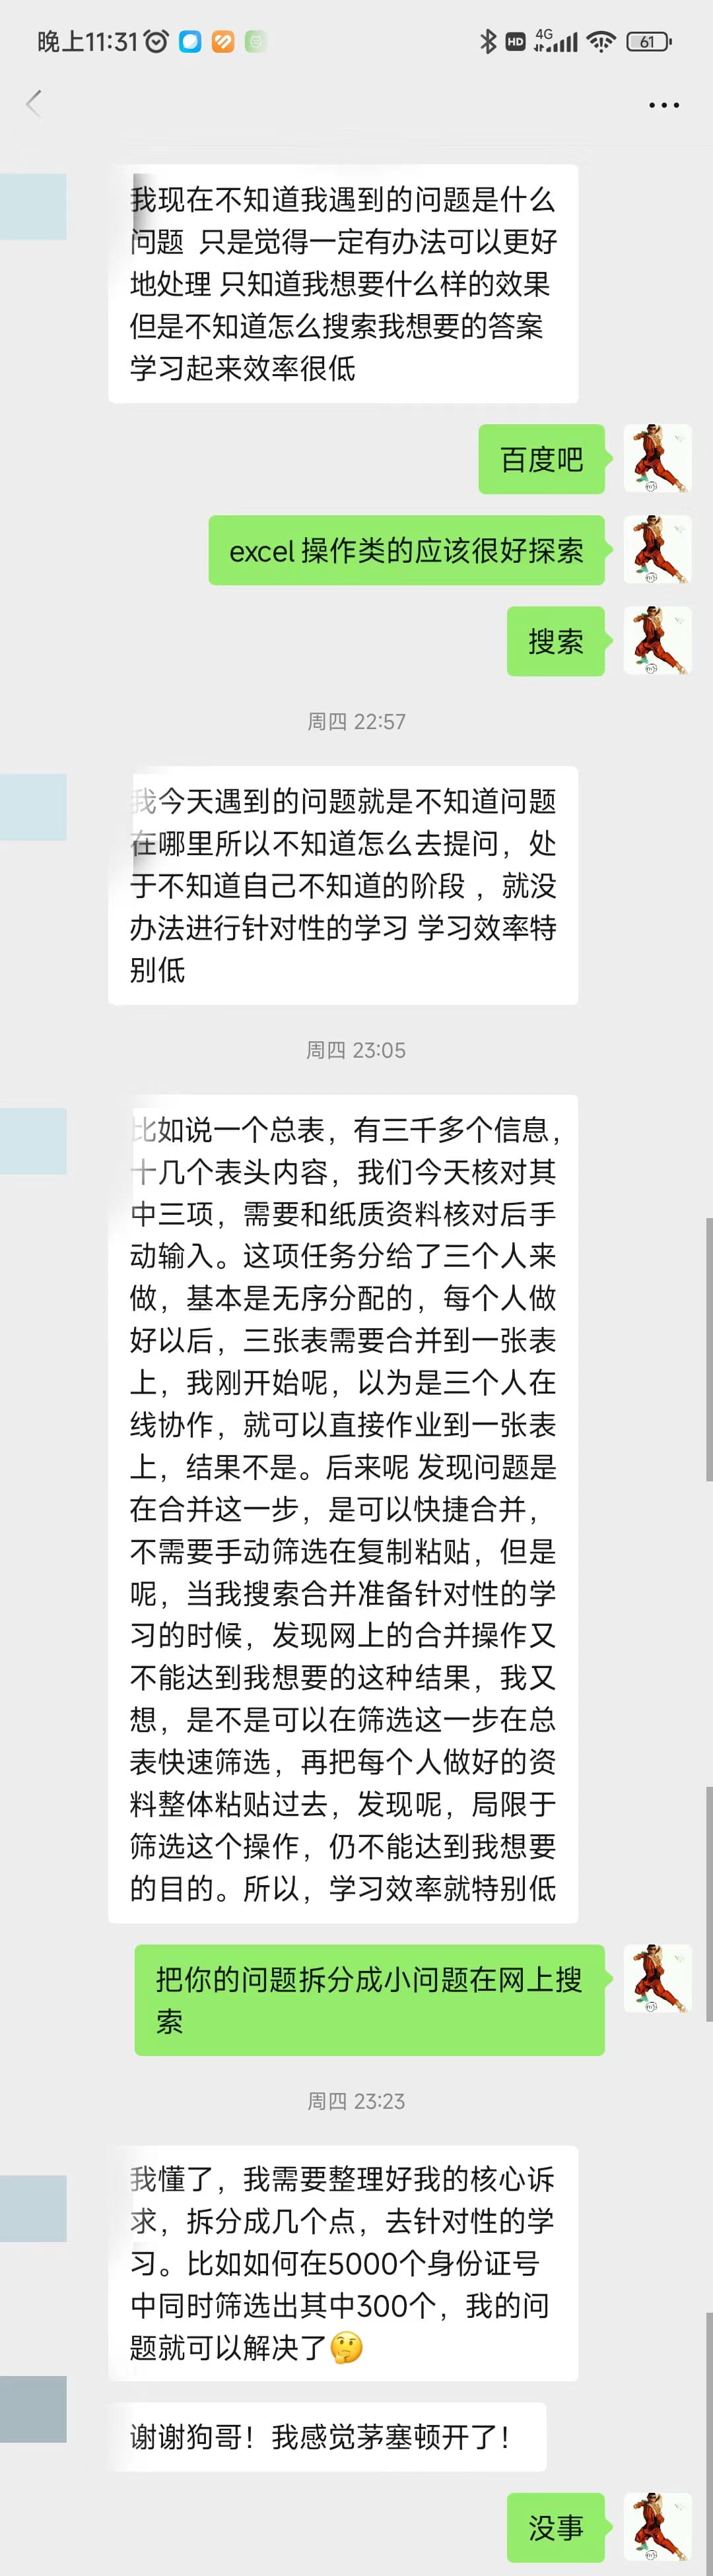 晚上11:31
HD
4G
61
我现在不知道我遇到的问题是什么
问题 只是觉得一定有办法可以更好
地处理 只知道我想要什么样的效果
但是不知道怎么搜索我想要的答案
学习起来效率很低
百度吧
excel 操作类的应该很好探索
搜索
周四 22:57
我今天遇到的问题就是不知道问题
在哪里所以不知道怎么去提问，处
于不知道自己不知道的阶段 ，就没
办法进行针对性的学习 学习效率特
别低
周四 23:05
比如说一个总表，有三千多个信息，
十几个表头内容，我们今天核对其
中三项，需要和纸质资料核对后手
动输入。这项任务分给了三个人来
做，基本是无序分配的，每个人做
好以后，三张表需要合并到一张表
上，我刚开始呢，以为是三个人在
线协作，就可以直接作业到一张表
上，结果不是。后来呢 发现问题是
在合并这一步，是可以快捷合并，
不需要手动筛选在复制粘贴，但是
呢，当我搜索合并准备针对性的学
习的时候，发现网上的合并操作又
不能达到我想要的这种结果，我又
想，是不是可以在筛选这一步在总
表快速筛选，再把每个人做好的资
料整体粘贴过去，发现呢，局限于
筛选这个操作，仍不能达到我想要
的目的。所以，学习效率就特别低
把你的问题拆分成小问题在网上搜
索
周四 23:23
我懂了，我需要整理好我的核心诉
求，拆分成几个点，去针对性的学
习。比如如何在5000个身份证号
中同时筛选出其中300个，我的问
题就可以解决了🤔
谢谢狗哥！我感觉茅塞顿开了！
没事